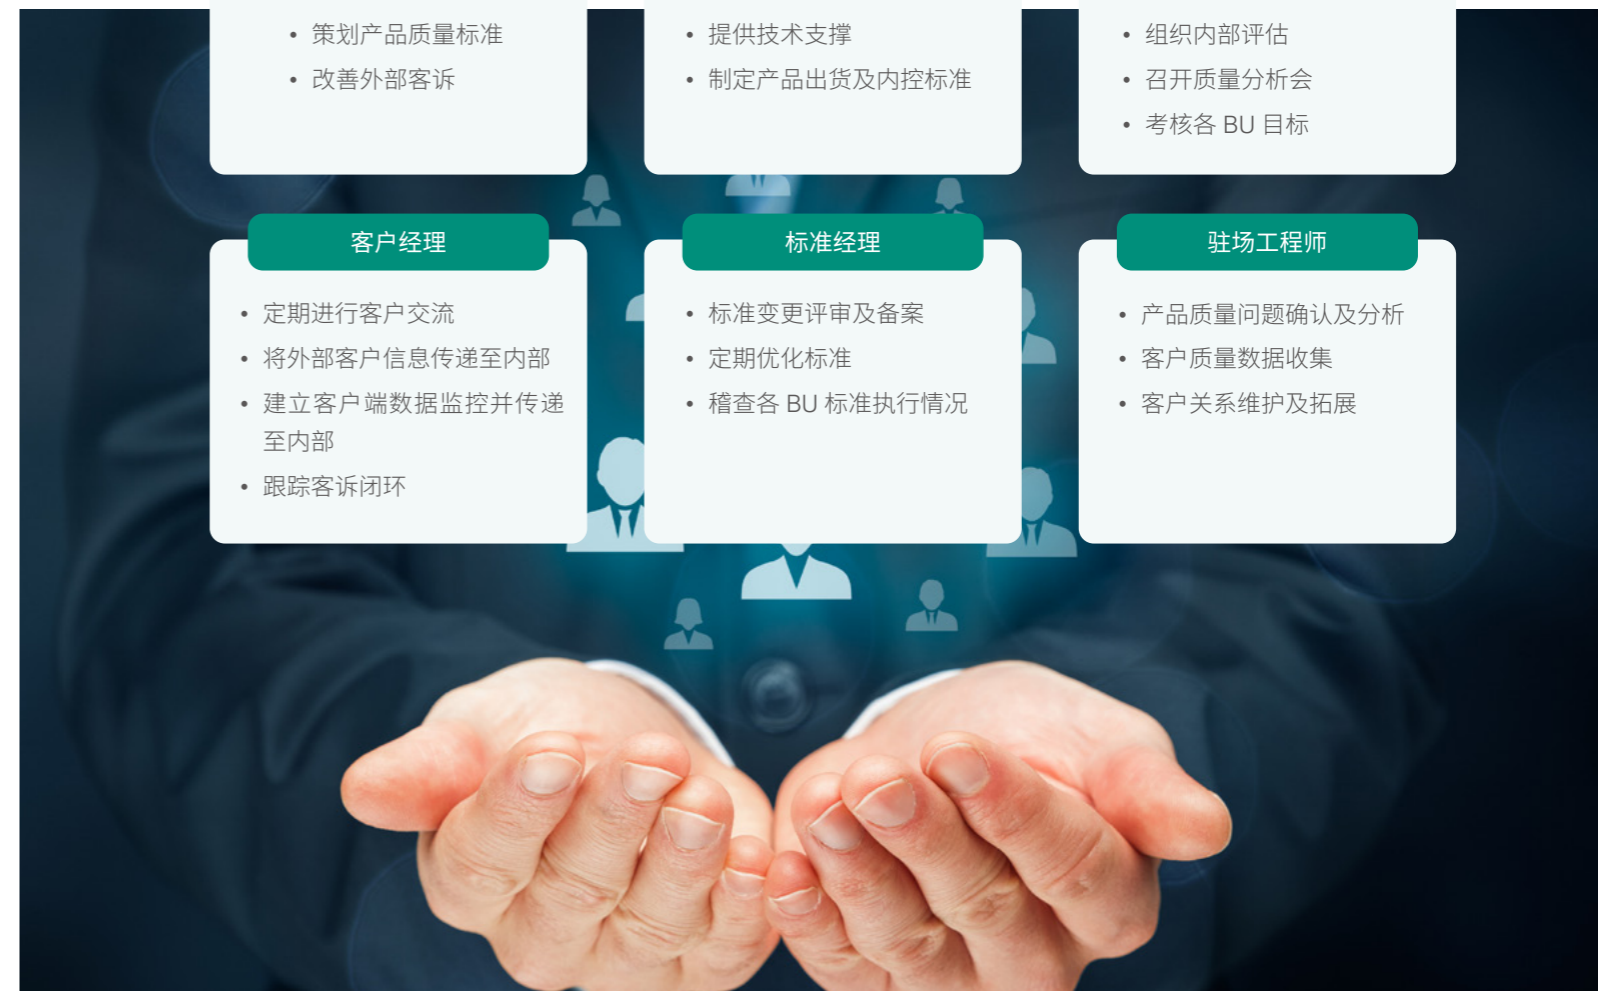 • 策划产品质量标准
• 改善外部客诉
• 提供技术支撑
• 制定产品出货及内控标准
• 组织内部评估
• 召开质量分析会
• 考核各 BU 目标
客户经理
• 定期进行客户交流
• 将外部客户信息传递至内部
• 建立客户端数据监控并传递
至内部
• 跟踪客诉闭环
标准经理
• 标准变更评审及备案
• 定期优化标准
• 稽查各 BU 标准执行情况
驻场工程师
• 产品质量问题确认及分析
• 客户质量数据收集
• 客户关系维护及拓展